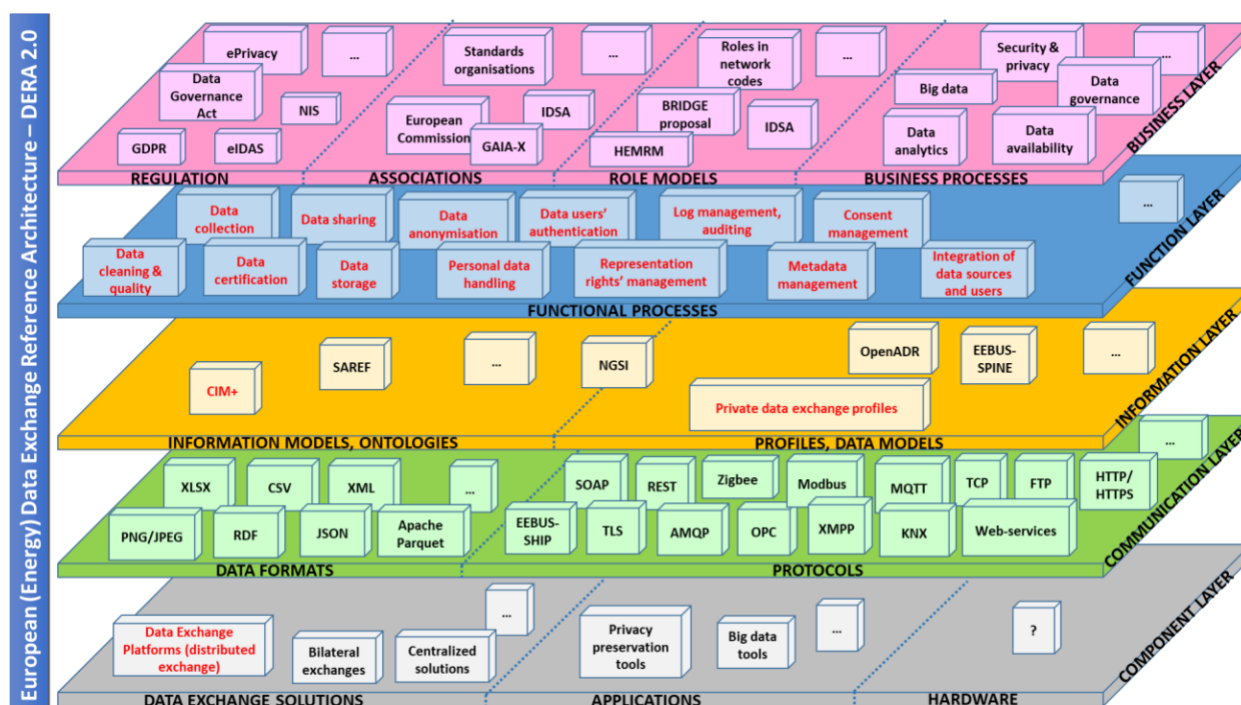 European (Energy) Data Exchange Reference Architecture – DERA 2.0
ePrivacy
...
Data
Governance
Act
NIS
GDPR
eIDAS
REGULATION
Standards
organisations
...
European
Commission
IDSA
GAIA-X
ASSOCIATIONS
Roles in
network
codes
...
BRIDGE
proposal
IDSA
HEMRM
ROLE MODELS
Security &
privacy
...
Big data
Data
governance
Data
analytics
Data
availability
BUSINESS PROCESSES
BUSINESS LAYER
Data
collection
Data sharing
Data
anonymisation
Data users'
authentication
Log management,
auditing
Consent
management
...
Data
cleaning &
quality
Data
certification
Data
storage
Personal data
handling
Representation
rights' management
Metadata
management
Integration of
data sources
and users
FUNCTIONAL PROCESSES
FUNCTION LAYER
CIM+
SAREF
...
INFORMATION MODELS, ONTOLOGIES
NGSI
OpenADR
EEBUS-
SPINE
...
Private data exchange profiles
PROFILES, DATA MODELS
INFORMATION LAYER
XLSX
CSV
XML
...
PNG/JPEG
RDF
JSON
Apache
Parquet
DATA FORMATS
SOAP
REST
Zigbee
Modbus
MQTT
TCP
FTP
HTTP/
HTTPS
...
EEBUS-
SHIP
TLS
AMQP
OPC
XMPP
KNX
Web-services
PROTOCOLS
COMMUNICATION LAYER
Data Exchange
Platforms (distributed
exchange)
Bilateral
exchanges
Centralized
solutions
...
DATA EXCHANGE SOLUTIONS
Privacy
preservation
tools
Big data
tools
...
APPLICATIONS
?
HARDWARE
COMPONENT LAYER